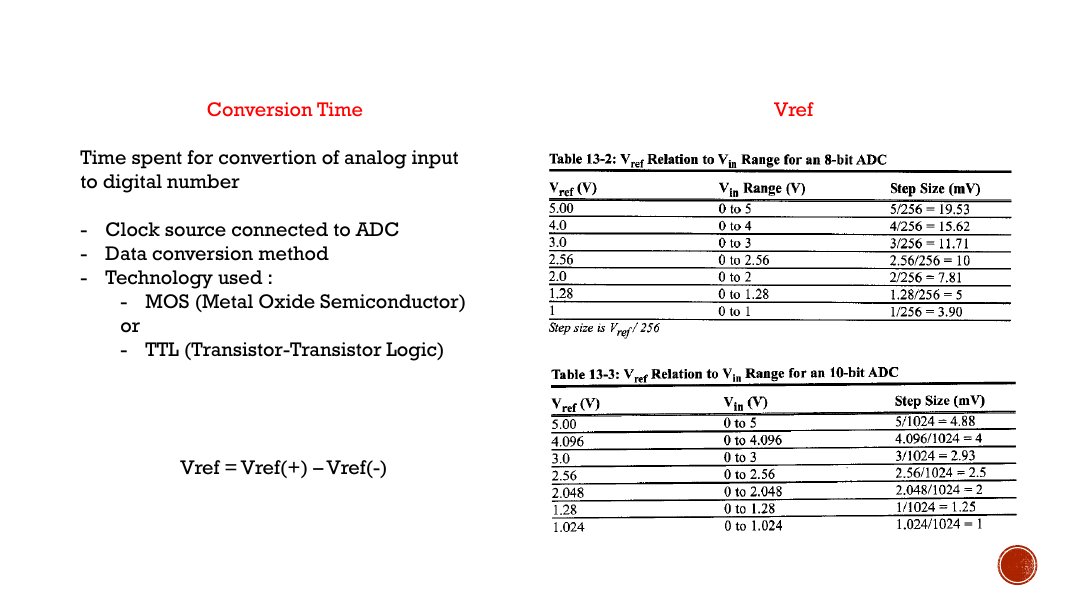 Conversion Time
Time spent for convertion of analog input
to digital number
- Clock source connected to ADC
- Data conversion method
- Technology used :
- MOS (Metal Oxide Semiconductor)
or
- TTL (Transistor-Transistor Logic)
Vref = Vref(+) – Vref(-)
Vref
Table 13-2: Vref Relation to Vin Range for an 8-bit ADC
Vref (V) Vin Range (V) Step Size (mV)
5.00 0 to 5 5/256 = 19.53
4.0 0 to 4 4/256 = 15.62
3.0 0 to 3 3/256 = 11.71
2.56 0 to 2.56 2.56/256 = 10
2.0 0 to 2 2/256 = 7.81
1.28 0 to 1.28 1.28/256 = 5
1 0 to 1 1/256 = 3.90
Step size is Vref / 256
Table 13-3: Vref Relation to Vin Range for an 10-bit ADC
Vref (V) Vin (V) Step Size (mV)
5.00 0 to 5 5/1024 = 4.88
4.096 0 to 4.096 4.096/1024 = 4
3.0 0 to 3 3/1024 = 2.93
2.56 0 to 2.56 2.56/1024 = 2.5
2.048 0 to 2.048 2.048/1024 = 2
1.28 0 to 1.28 1/1024 = 1.25
1.024 0 to 1.024 1.024/1024 = 1